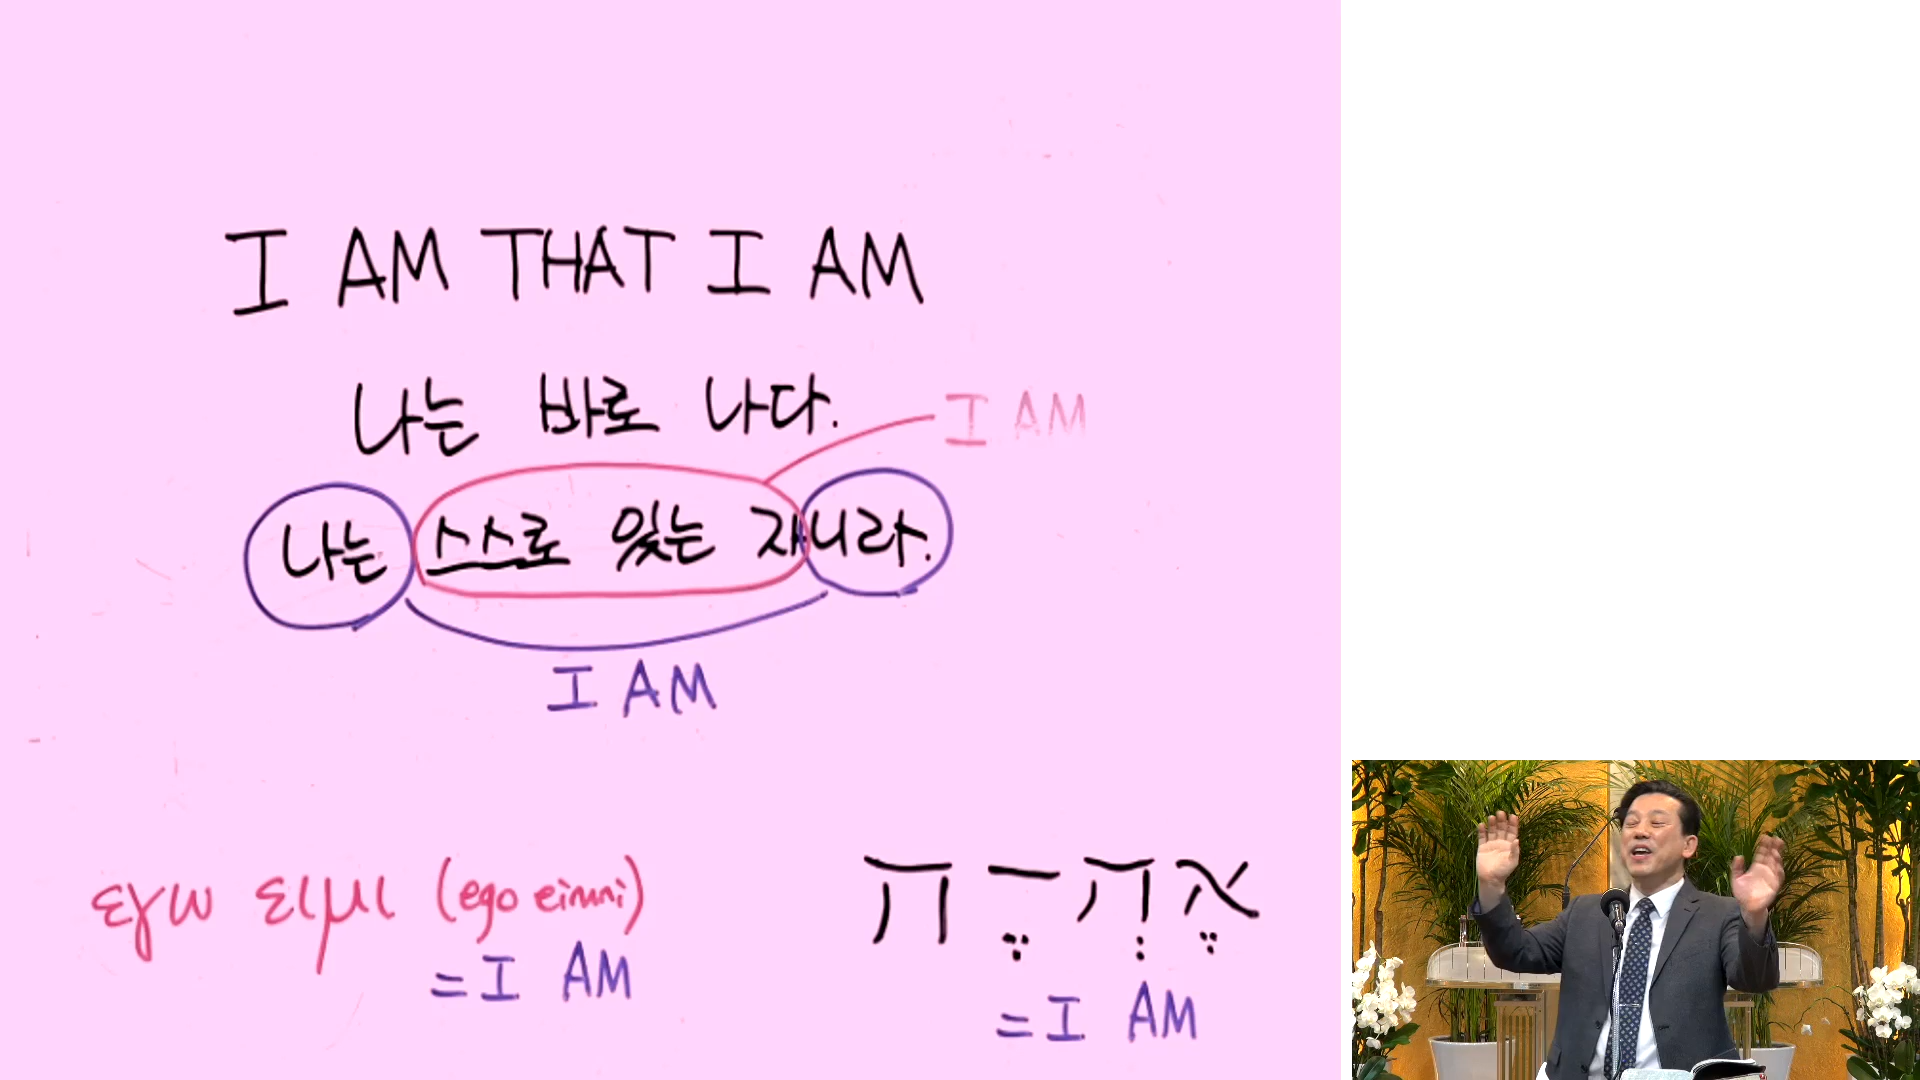 I AM THAT I AM
나는 바로 나다.
I AM
나는 스스로 있는 자니라.
I AM
εγω ειμι (ego eimi)
= I AM
אֶהְיֶה
= I AM